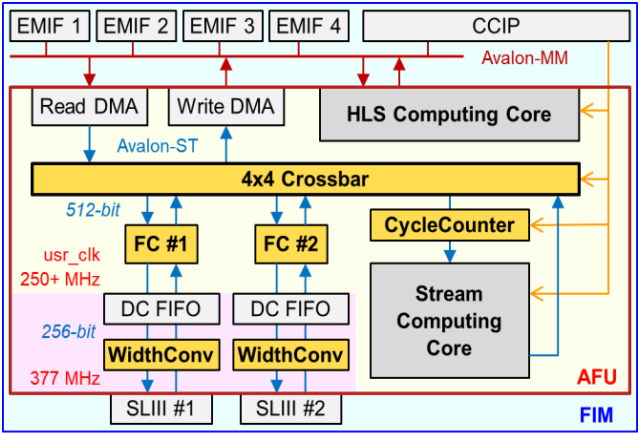 EMIF 1 EMIF 2 EMIF 3 EMIF 4 CCIP
Avalon-MM
Read DMA Write DMA HLS Computing Core
Avalon-ST
4x4 Crossbar
512-bit
FC #1 FC #2 CycleCounter
usr_clk
250+ MHz
DC FIFO DC FIFO Stream
Computing
Core
256-bit
WidthConv WidthConv
377 MHz AFU
SLIII #1 SLIII #2 FIM